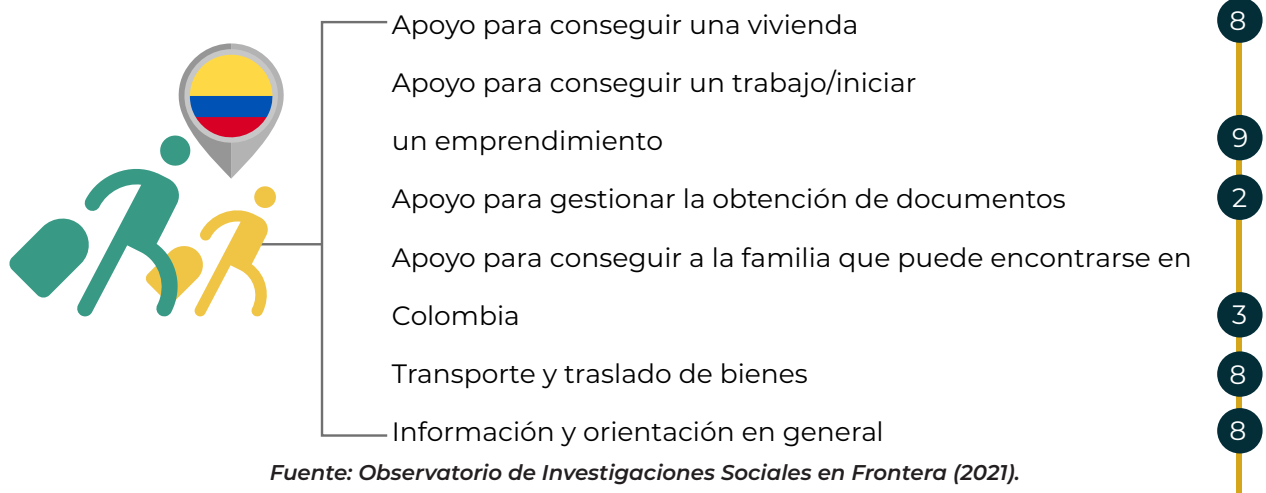 Apoyo para conseguir una vivienda 8
Apoyo para conseguir un trabajo/iniciar
un emprendimiento 9
Apoyo para gestionar la obtención de documentos 2
Apoyo para conseguir a la familia que puede encontrarse en
Colombia 3
Transporte y traslado de bienes 8
Información y orientación en general 8
Fuente: Observatorio de Investigaciones Sociales en Frontera (2021).